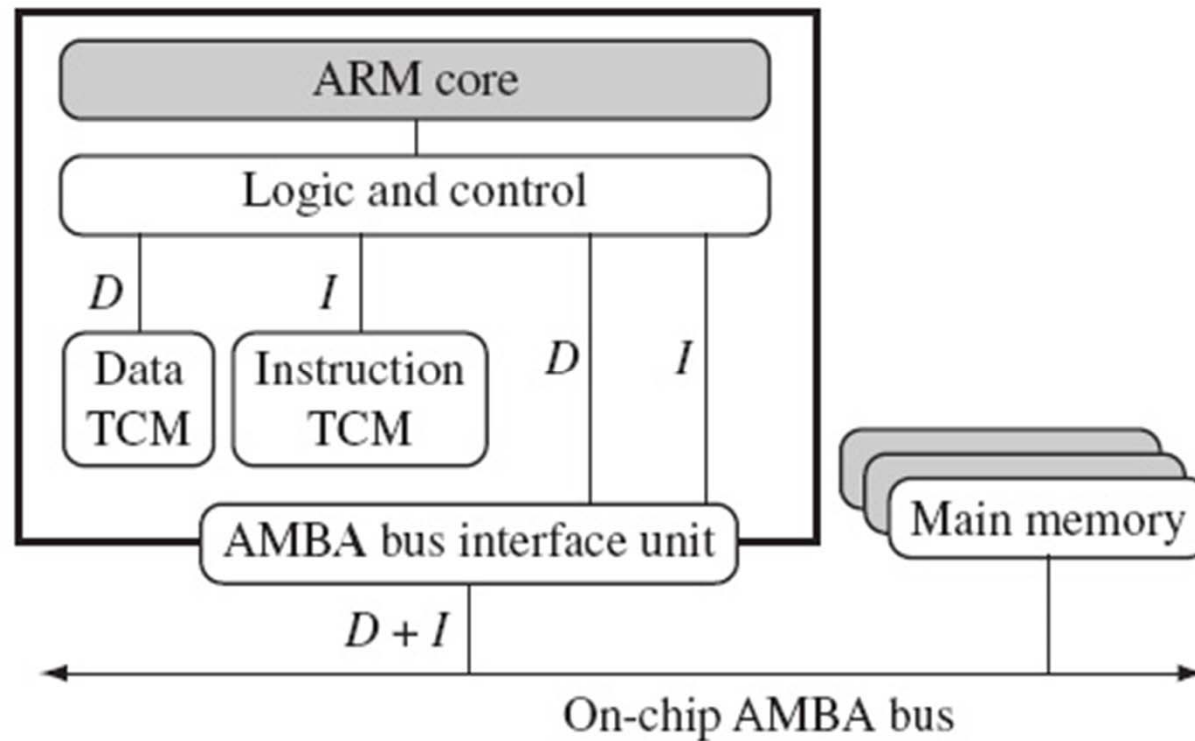 ARM core
Logic and control
D
I
D
I
Data
TCM
Instruction
TCM
AMBA bus interface unit
Main memory
D + I
On-chip AMBA bus